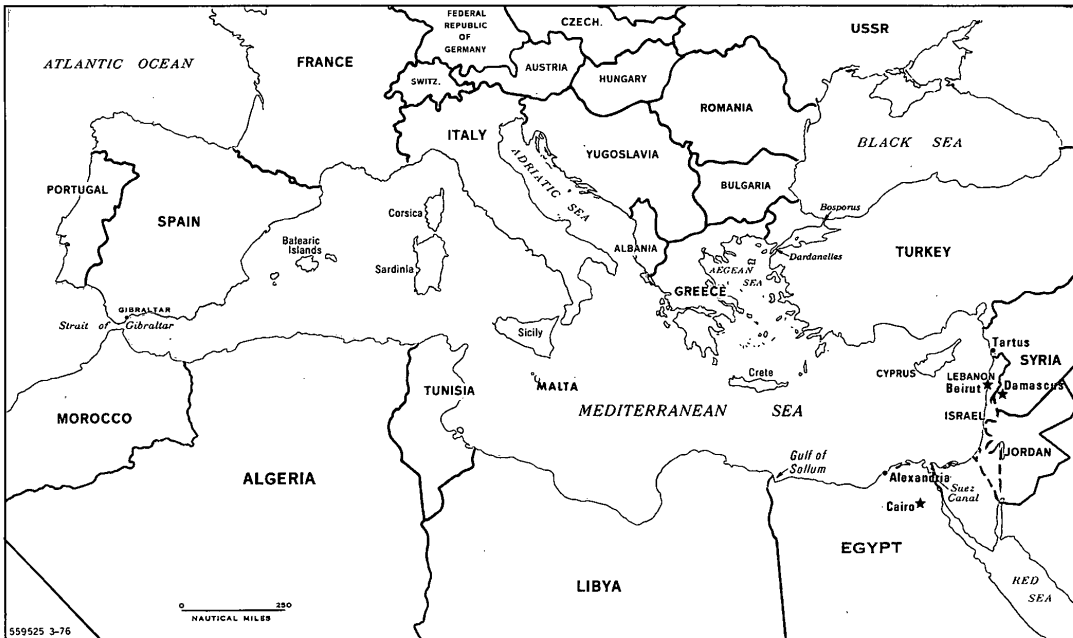 FEDERAL
REPUBLIC
OF
GERMANY
CZECH.
USSR
ATLANTIC OCEAN
FRANCE
SWITZ.
AUSTRIA
HUNGARY
ROMANIA
ITALY
YUGOSLAVIA
BLACK SEA
ADRIATIC SEA
PORTUGAL
SPAIN
BULGARIA
Corsica
Bosporus
Balearic
Islands
ALBANIA
Dardanelles
TURKEY
Sardinia
AEGEAN
SEA
GREECE
GIBRALTAR
Strait of Gibraltar
Sicily
Tartus
SYRIA
Crete
CYPRUS
LEBANON
Beirut
Damascus
MALTA
TUNISIA
MEDITERRANEAN SEA
MOROCCO
ISRAEL
JORDAN
Gulf of
Sollum
ALGERIA
Alexandria
Suez
Canal
Cairo
EGYPT
LIBYA
RED
SEA
0 250
NAUTICAL MILES
559525 3-76